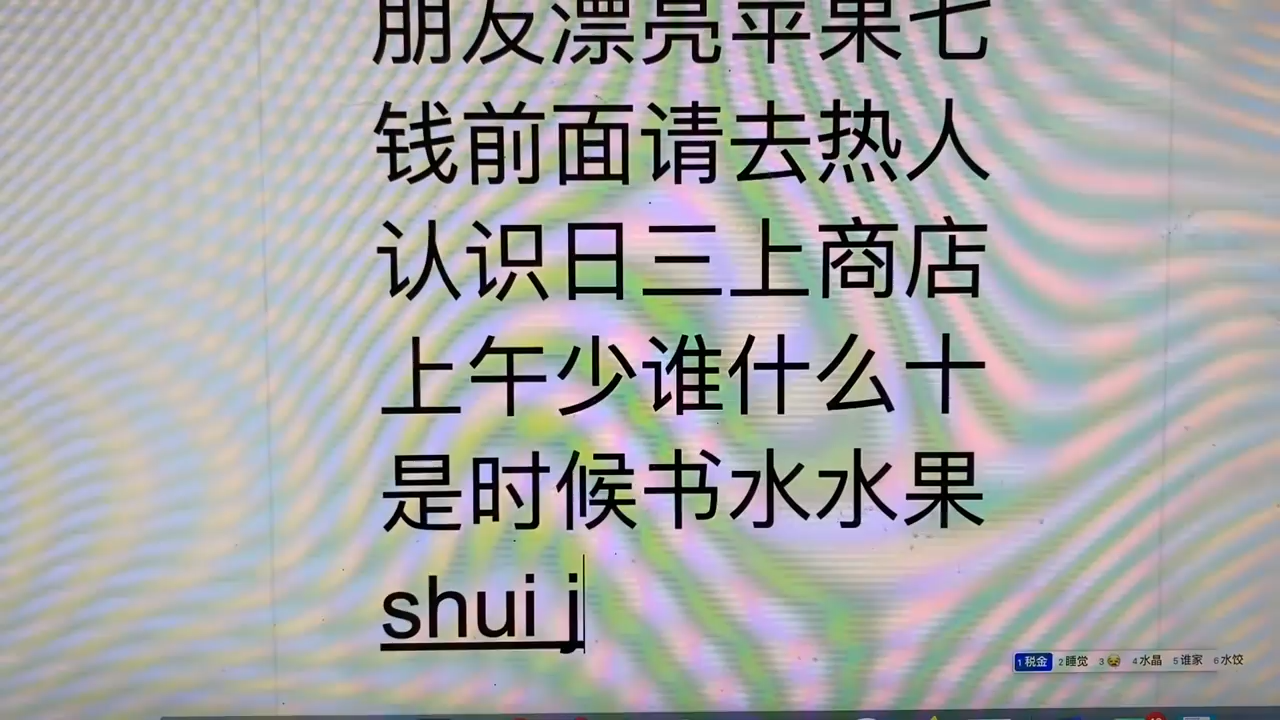 朋友漂亮苹果七
钱前面请去热人
认识日三上商店
上午少谁什么十
是时候书水水果
shui j
1 税金 2 睡觉 3 😪 4 水晶 5 谁家 6 水饺